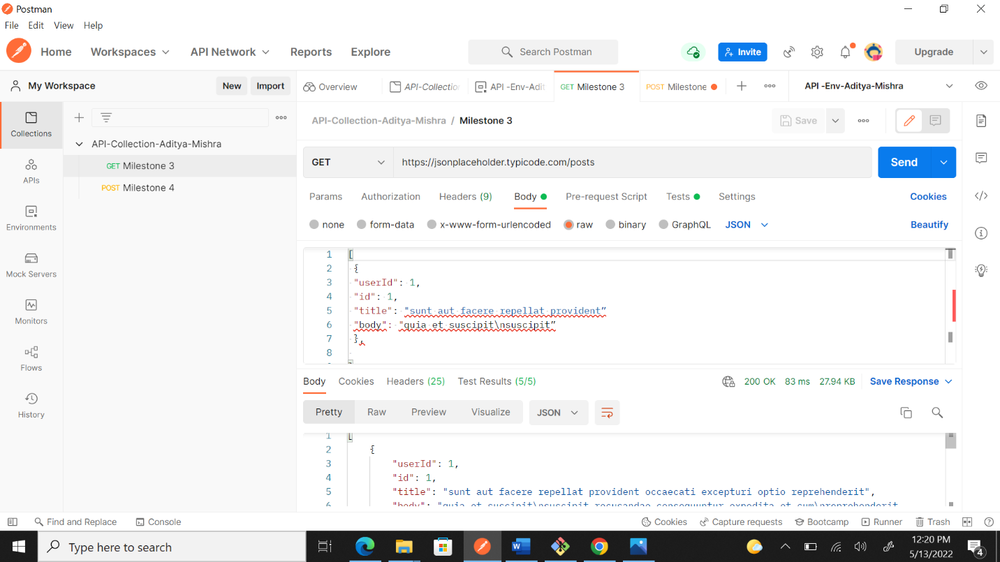 Postman
File Edit View Help
Home Workspaces API Network Reports Explore Search Postman Invite Upgrade
My Workspace New Import Overview API-Collection API -Env-Adit GET Milestone 3 POST Milestone API -Env-Aditya-Mishra
Collections
API-Collection-Aditya-Mishra / Milestone 3 Save
API-Collection-Aditya-Mishra
GET Milestone 3
POST Milestone 4
APIs
Environments
Mock Servers
Monitors
Flows
History
GET https://jsonplaceholder.typicode.com/posts Send
Params Authorization Headers (9) Body Pre-request Script Tests Settings Cookies
none form-data x-www-form-urlencoded raw binary GraphQL JSON Beautify
1 [
2 {
3 "userId": 1,
4 "id": 1,
5 "title": "sunt aut facere repellat provident”
6 "body": "quia et suscipit\nsuscipit”
7 },
8
Body Cookies Headers (25) Test Results (5/5) 200 OK 83 ms 27.94 KB Save Response
Pretty Raw Preview Visualize JSON
1 [
2 {
3 "userId": 1,
4 "id": 1,
5 "title": "sunt aut facere repellat provident occaecati excepturi optio reprehenderit",
6 "body": "quia et suscipit\nsuscipit recusandae consequuntur expedita et cum\nreprehenderit
Find and Replace Console Cookies Capture requests Bootcamp Runner Trash
Type here to search
12:20 PM
5/13/2022
4